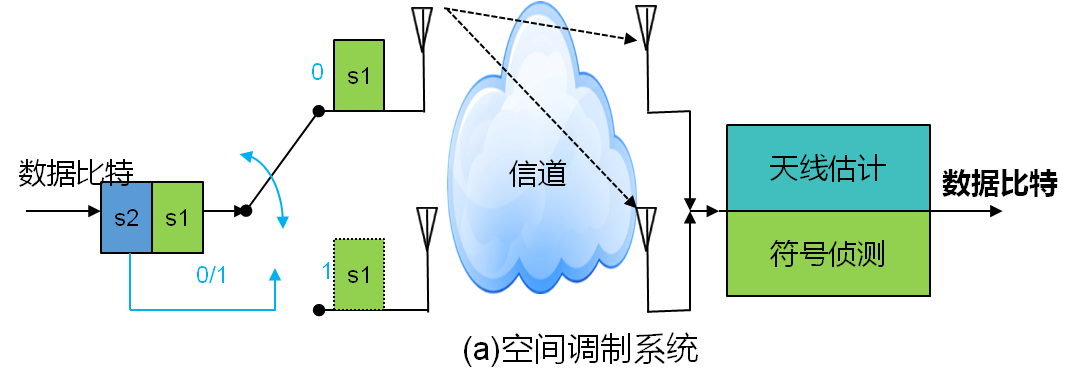 数据比特
s2
s1
0/1
0
s1
1
s1
信道
天线估计
符号侦测
数据比特
(a)空间调制系统